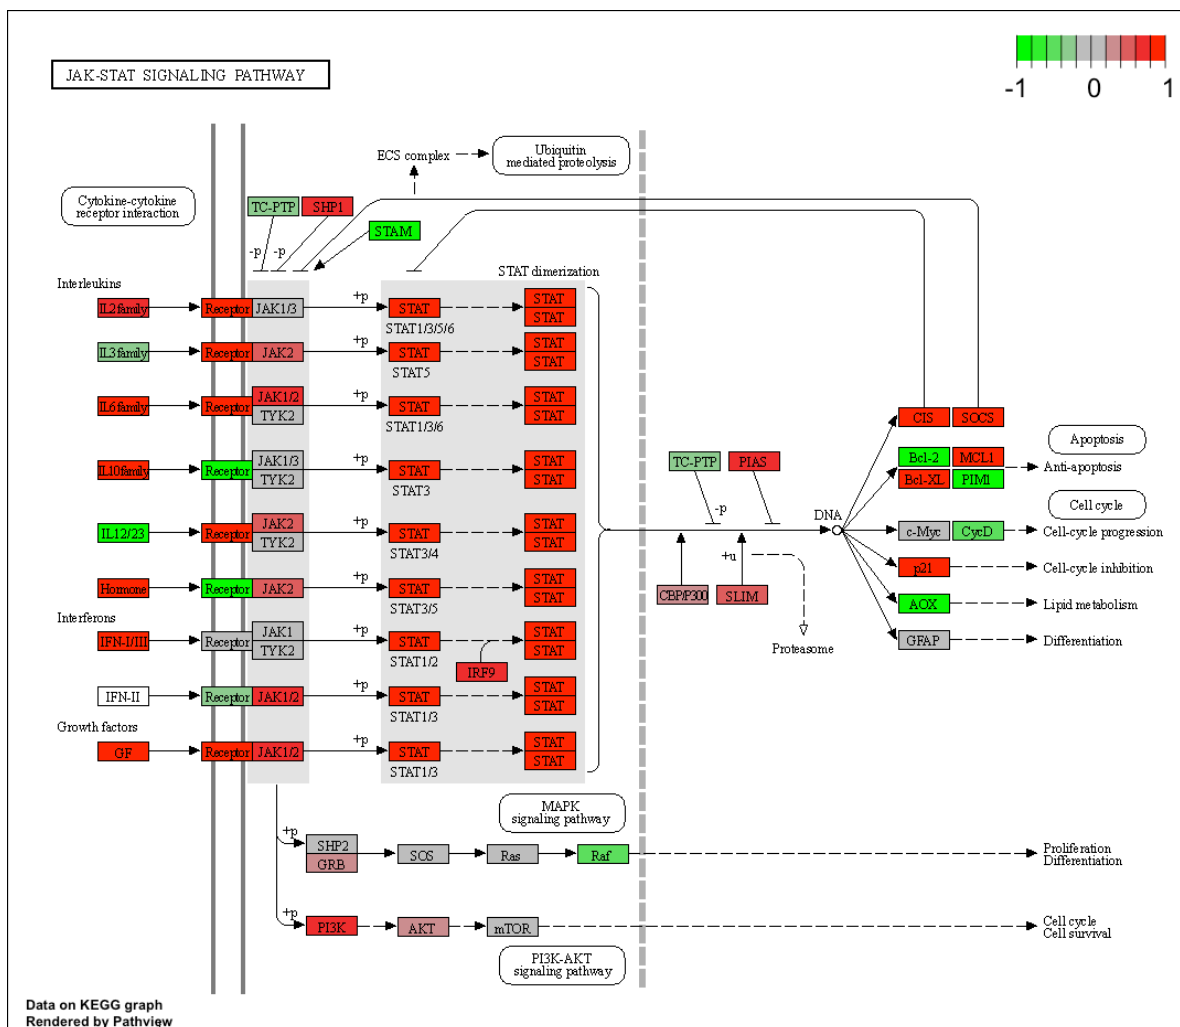 JAK-STAT SIGNALING PATHWAY
-1 0 1
Ubiquitin
mediated proteolysis
ECS complex
Cytokine-cytokine
receptor interaction
TC-PTP SHP1
STAM
-p -p
STAT dimerization
Interleukins
IL2 family Receptor JAK1/3 +p STAT STAT
STAT
STAT1/3/5/6
IL3 family Receptor JAK2 +p STAT STAT
STAT
STAT5
IL6 family Receptor JAK1/2 +p STAT STAT
TYK2 STAT
STAT1/3/6
IL10 family Receptor JAK1/3 +p STAT STAT
TYK2 STAT
STAT3
IL12/23 Receptor JAK2 +p STAT STAT
TYK2 STAT
STAT3/4
Hormone Receptor JAK2 +p STAT STAT
STAT
STAT3/5
Interferons
IFN-I/III Receptor JAK1 +p STAT STAT
TYK2 STAT
STAT1/2
IRF9
IFN-II Receptor JAK1/2 +p STAT STAT
STAT
STAT1/3
Growth factors
GF Receptor JAK1/2 +p STAT STAT
STAT
STAT1/3
TC-PTP PIAS
-p
+u
CBP/P300 SLIM
Proteasome
DNA
CIS SOCS
Bcl-2 MCL1
Bcl-XL PIM1
Apoptosis
Anti-apoptosis
Cell cycle
c-Myc CycD Cell-cycle progression
p21 Cell-cycle inhibition
AOX Lipid metabolism
GFAP Differentiation
MAPK
signaling pathway
+p SHP2 SOS Ras Raf
GRB
Proliferation
Differentiation
+p PI3K AKT mTOR
Cell cycle
Cell survival
PI3K-AKT
signaling pathway
Data on KEGG graph
Rendered by Pathview